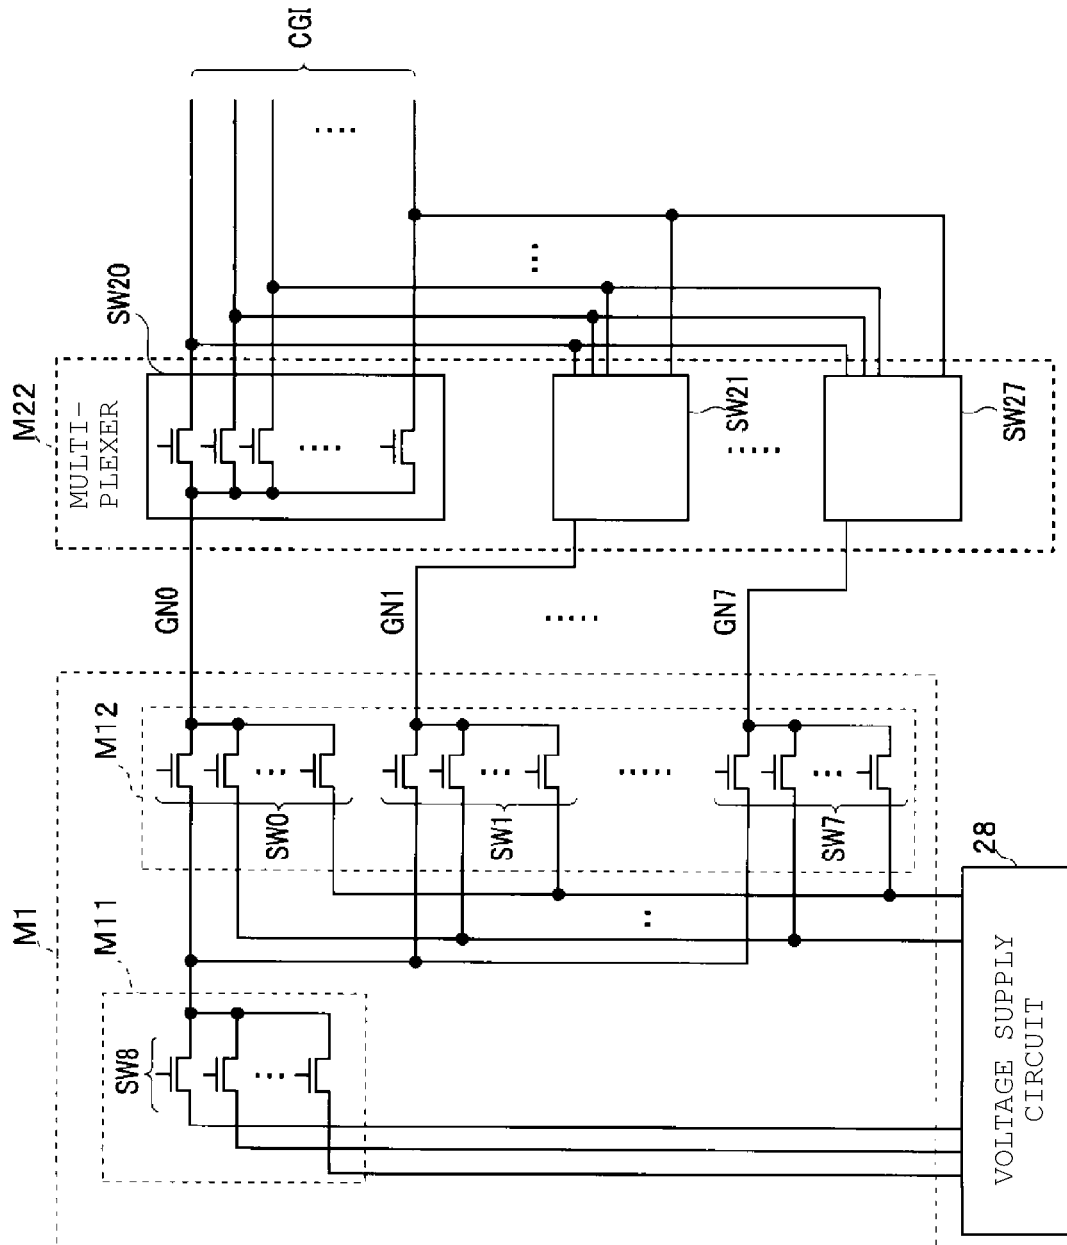 CGI
SW20
M22
MULTI-
PLEXER
SW21
SW27
GN0
GN1
GN7
M12
SW0
SW1
SW7
28
M1
M11
SW8
VOLTAGE SUPPLY
CIRCUIT